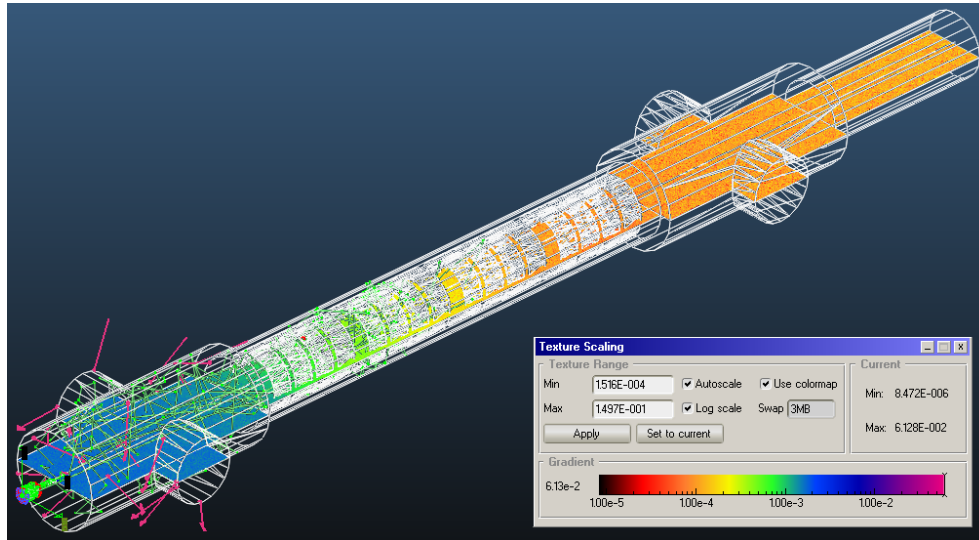 Texture Scaling
Texture Range
Min 1.516E-004 Autoscale Use colormap
Max 1.497E-001 Log scale Swap 3MB
Apply Set to current
Current
Min: 8.472E-006
Max: 6.128E-002
Gradient
6.13e-2
1.00e-5 1.00e-4 1.00e-3 1.00e-2